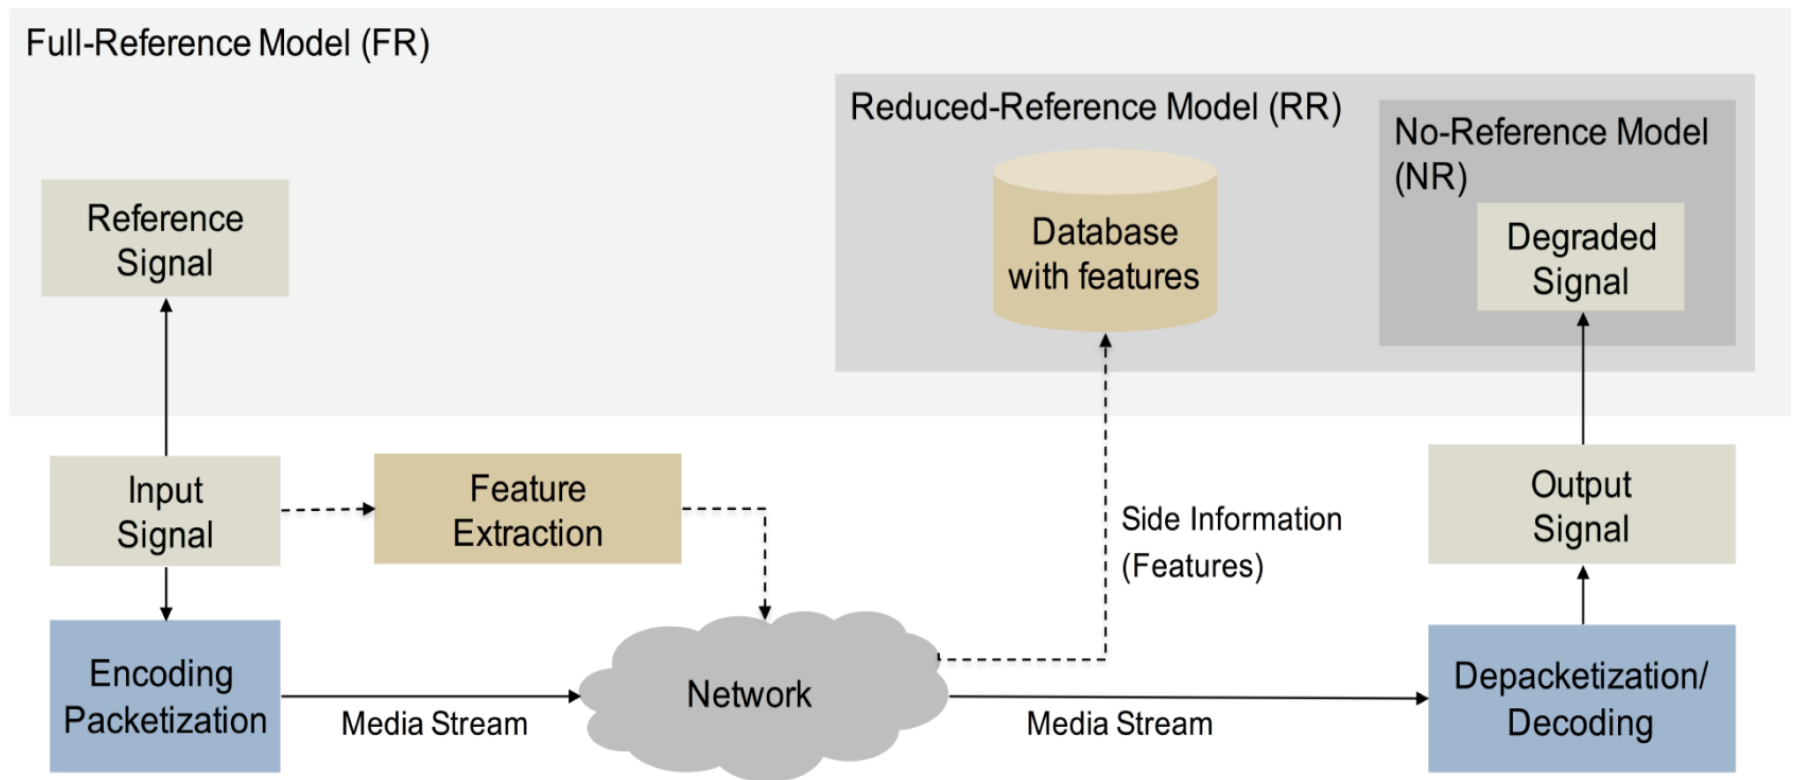 Full-Reference Model (FR)
Reduced-Reference Model (RR)
No-Reference Model
(NR)
Reference
Signal
Database
with features
Degraded
Signal
Input
Signal
Feature
Extraction
Side Information
(Features)
Output
Signal
Encoding
Packetization
Media Stream
Network
Media Stream
Depacketization/
Decoding